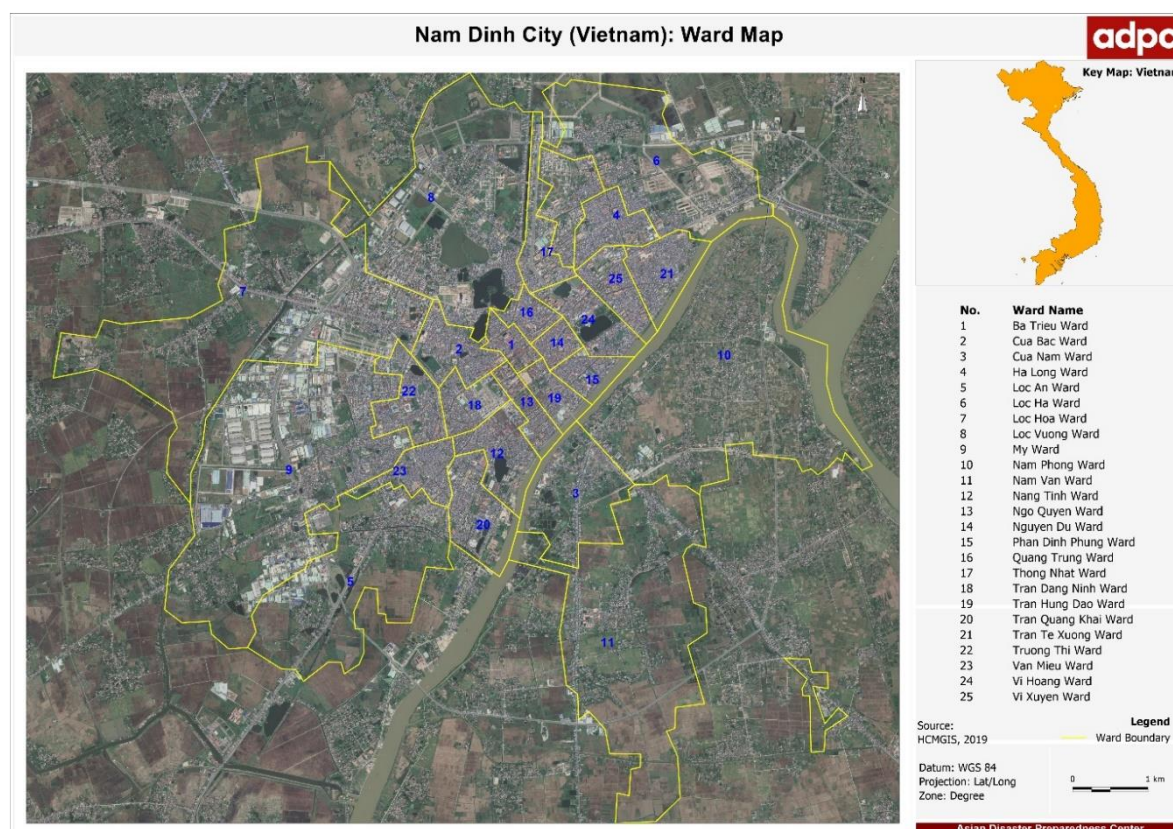 Nam Dinh City (Vietnam): Ward Map
adpc
Key Map: Vietnam
6
8
4
17
7
25
21
16
24
1
14
2
10
15
22
18
13
19
12
9
23
3
20
5
11
No. Ward Name
1 Ba Trieu Ward
2 Cua Bac Ward
3 Cua Nam Ward
4 Ha Long Ward
5 Loc An Ward
6 Loc Ha Ward
7 Loc Hoa Ward
8 Loc Vuong Ward
9 My Ward
10 Nam Phong Ward
11 Nam Van Ward
12 Nang Tinh Ward
13 Ngo Quyen Ward
14 Nguyen Du Ward
15 Phan Dinh Phung Ward
16 Quang Trung Ward
17 Thong Nhat Ward
18 Tran Dang Ninh Ward
19 Tran Hung Dao Ward
20 Tran Quang Khai Ward
21 Tran Te Xuong Ward
22 Truong Thi Ward
23 Van Mieu Ward
24 Vi Hoang Ward
25 Vi Xuyen Ward
Source:
HCMGIS, 2019
Legend
Ward Boundary
Datum: WGS 84
Projection: Lat/Long
Zone: Degree
0 1 km
Asian Disaster Preparedness Center